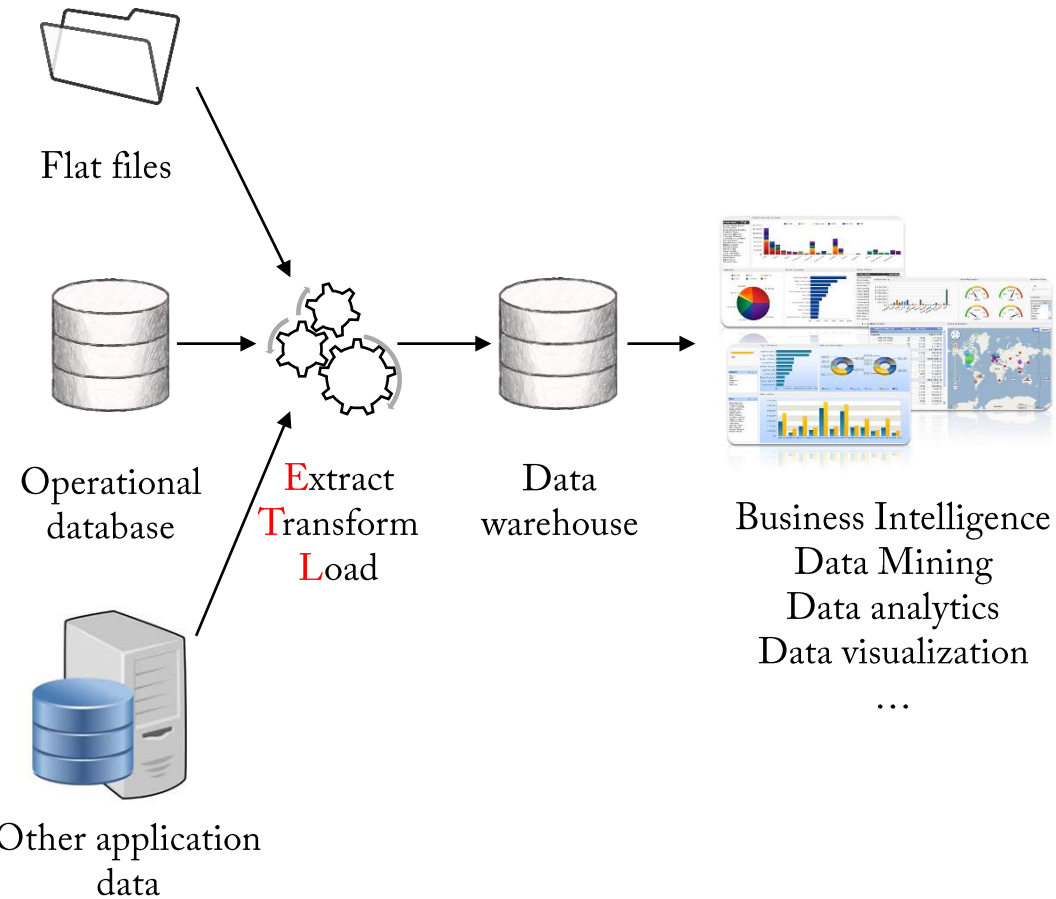 Flat files
Operational
database
Extract
Transform
Load
Data
warehouse
Business Intelligence
Data Mining
Data analytics
Data visualization
...
Other application
data